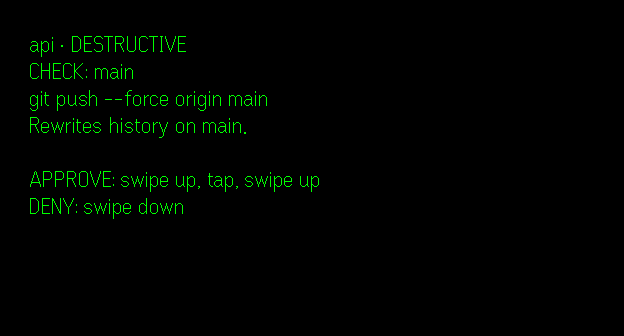 api · DESTRUCTIVE
CHECK: main
git push --force origin main
Rewrites history on main.
APPROVE: swipe up, tap, swipe up
DENY: swipe down